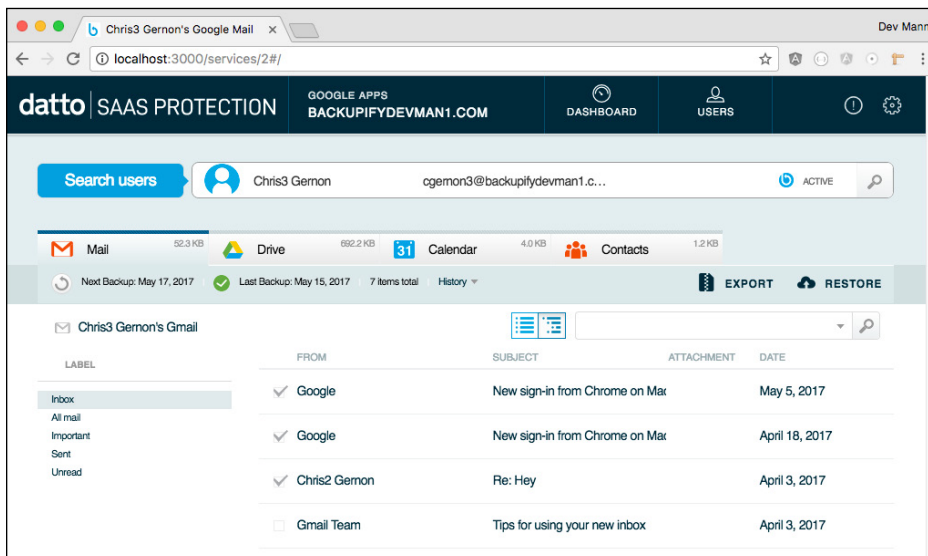 Chris3 Gernon's Google Mail
Dev Mann
localhost:3000/services/2#/
datto SAAS PROTECTION
GOOGLE APPS
BACKUPIFYDEVMAN1.COM
DASHBOARD
USERS
Search users
Chris3 Gernon
cgernon3@backupifydevman1.c...
ACTIVE
Mail 52.3 KB
Drive 692.2 KB
31 Calendar 4.0 KB
Contacts 1.2 KB
Next Backup: May 17, 2017
Last Backup: May 15, 2017
7 items total
History
EXPORT
RESTORE
Chris3 Gernon's Gmail
LABEL
Inbox
All mail
Important
Sent
Unread
FROM SUBJECT ATTACHMENT DATE
Google New sign-in from Chrome on Mac May 5, 2017
Google New sign-in from Chrome on Mac April 18, 2017
Chris2 Gernon Re: Hey April 3, 2017
Gmail Team Tips for using your new inbox April 3, 2017